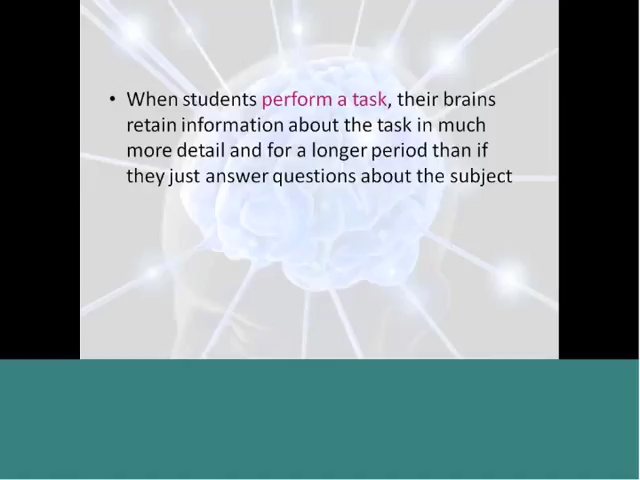 • When students perform a task, their brains
retain information about the task in much
more detail and for a longer period than if
they just answer questions about the subject